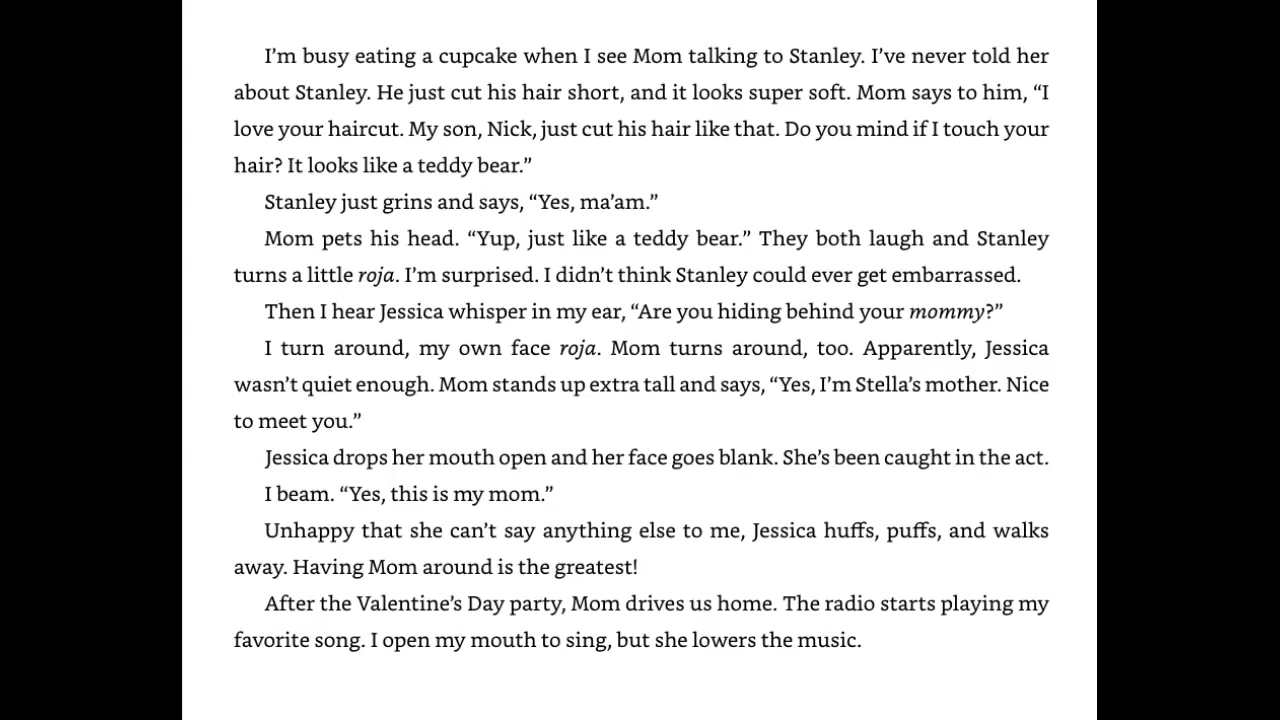 I’m busy eating a cupcake when I see Mom talking to Stanley. I’ve never told her
about Stanley. He just cut his hair short, and it looks super soft. Mom says to him, “I
love your haircut. My son, Nick, just cut his hair like that. Do you mind if I touch your
hair? It looks like a teddy bear.”
Stanley just grins and says, “Yes, ma’am.”
Mom pets his head. “Yup, just like a teddy bear.” They both laugh and Stanley
turns a little roja. I’m surprised. I didn’t think Stanley could ever get embarrassed.
Then I hear Jessica whisper in my ear, “Are you hiding behind your mommy?”
I turn around, my own face roja. Mom turns around, too. Apparently, Jessica
wasn’t quiet enough. Mom stands up extra tall and says, “Yes, I’m Stella’s mother. Nice
to meet you.”
Jessica drops her mouth open and her face goes blank. She’s been caught in the act.
I beam. “Yes, this is my mom.”
Unhappy that she can’t say anything else to me, Jessica huffs, puffs, and walks
away. Having Mom around is the greatest!
After the Valentine’s Day party, Mom drives us home. The radio starts playing my
favorite song. I open my mouth to sing, but she lowers the music.